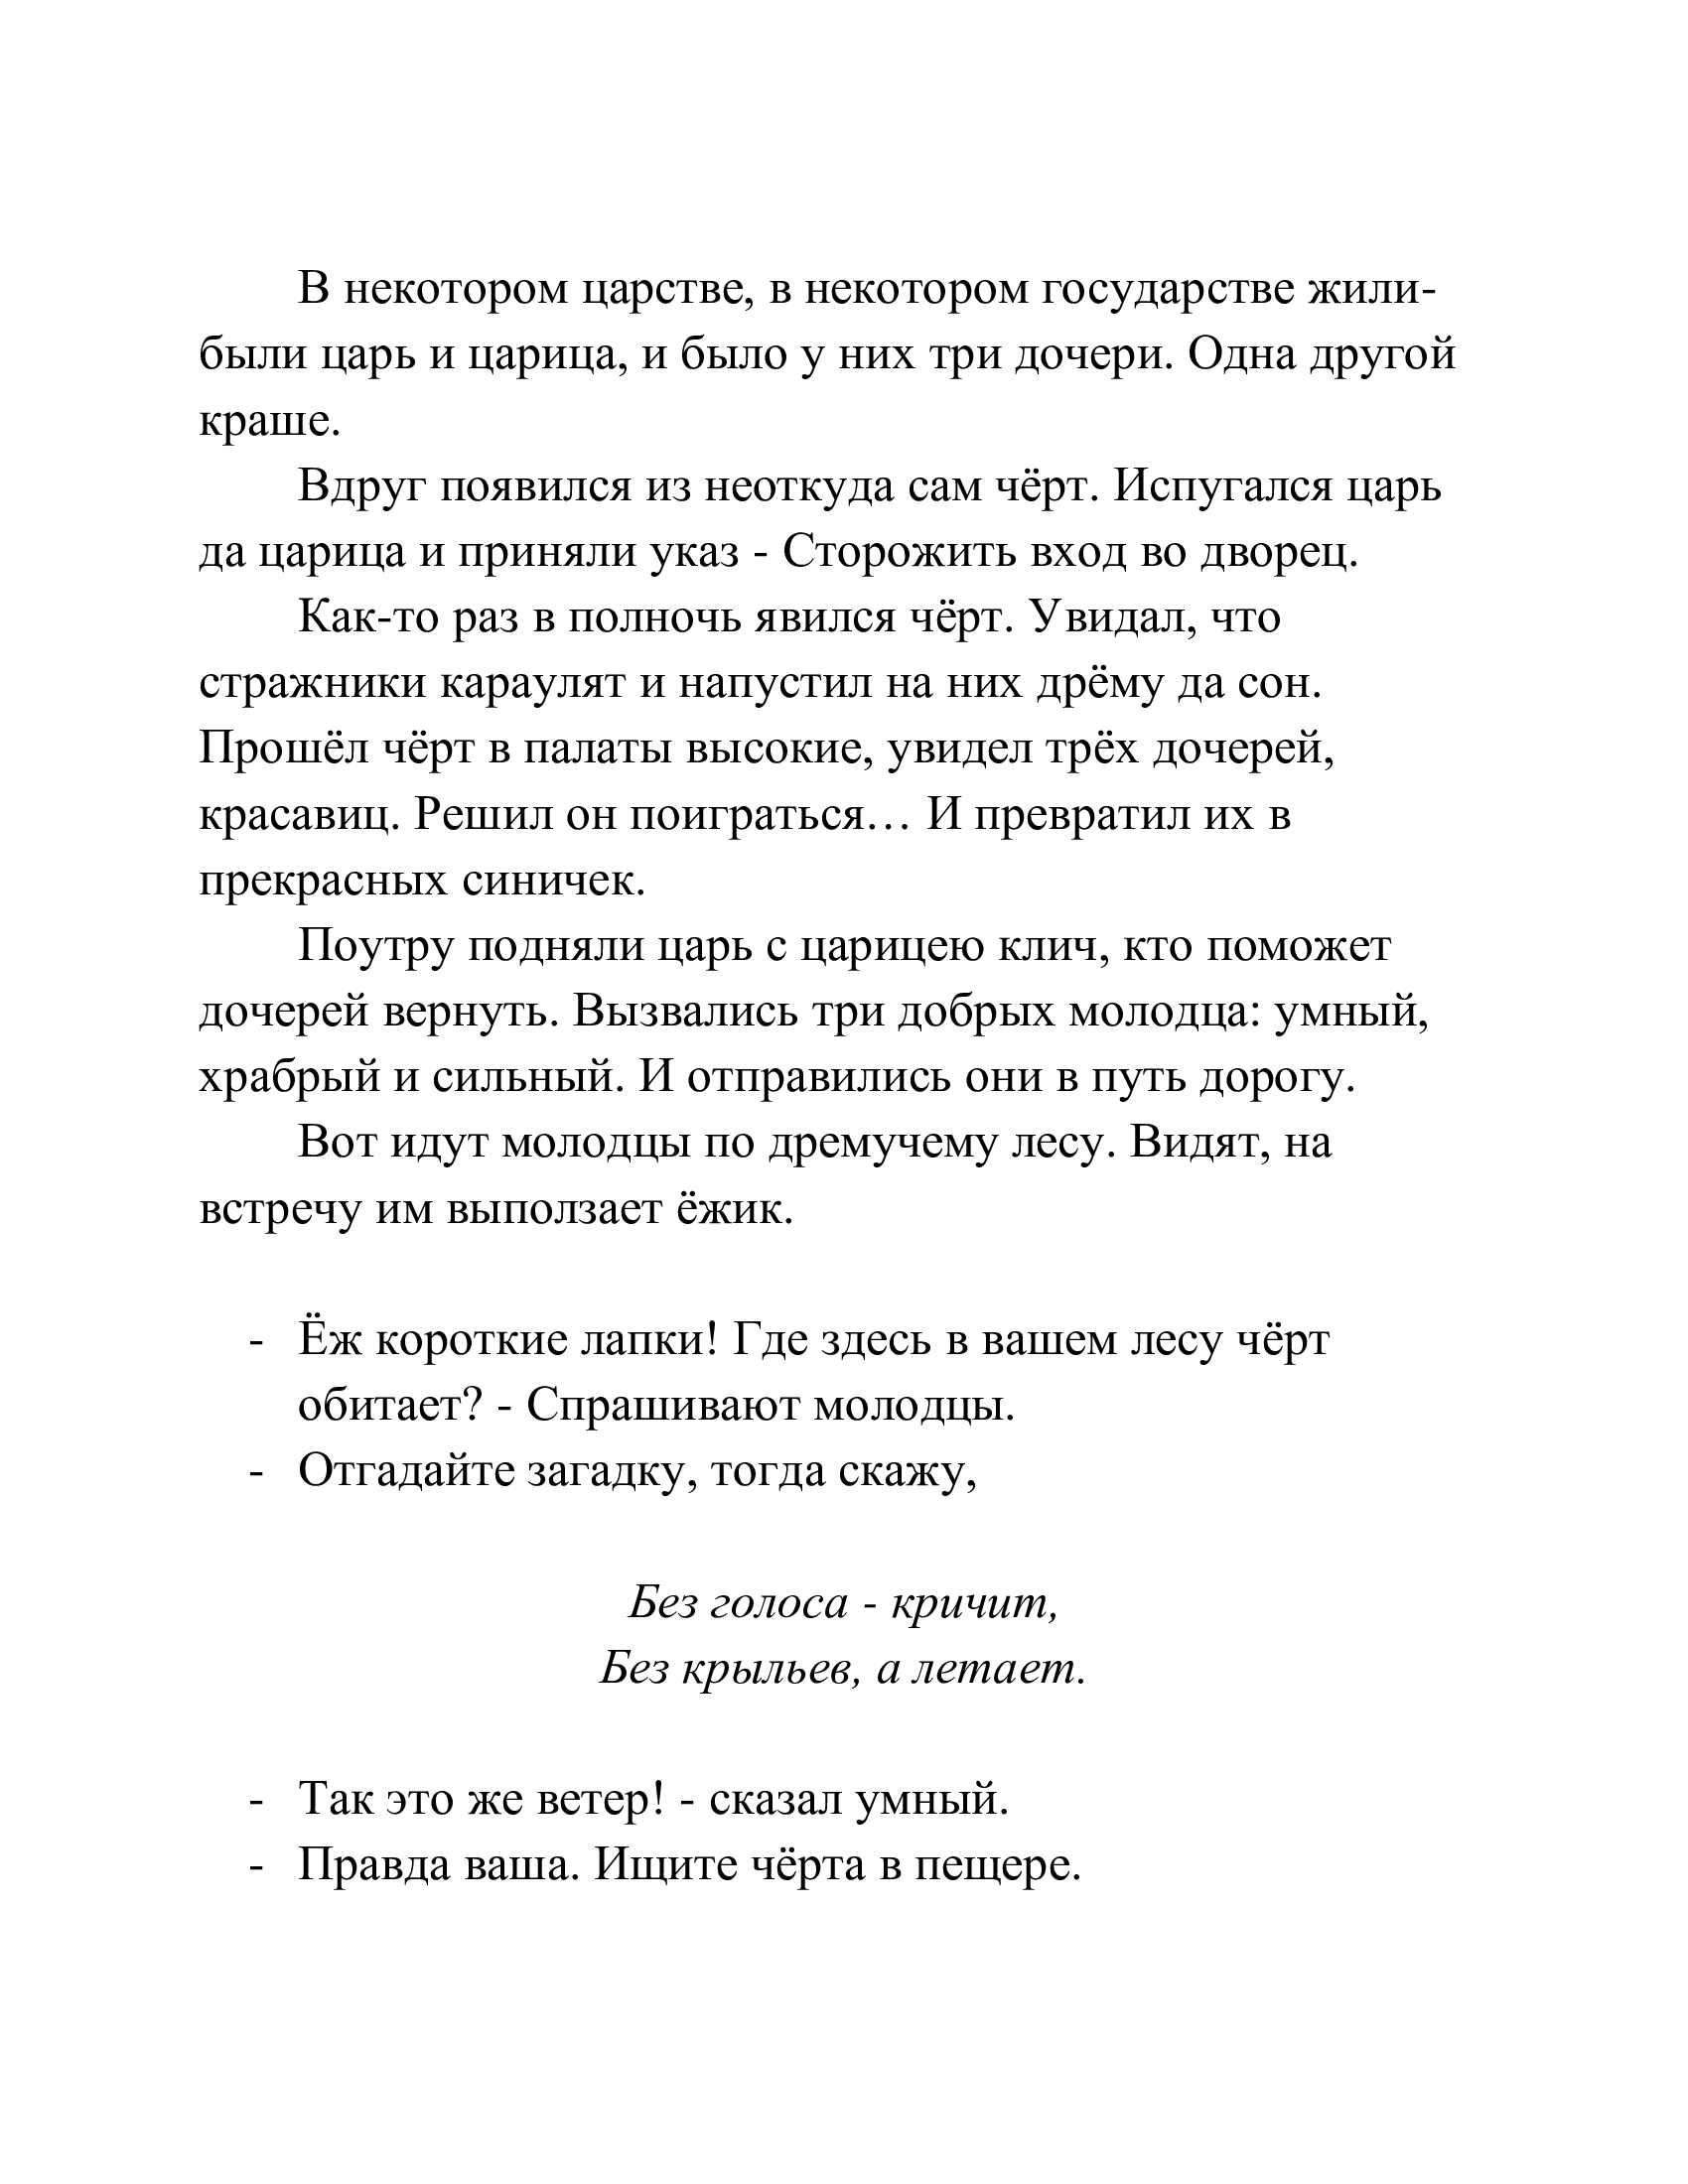 В некотором царстве, в некотором государстве жили-
были царь и царица, и было у них три дочери. Одна другой
краше.
Вдруг появился из неоткуда сам чёрт. Испугался царь
да царица и приняли указ - Сторожить вход во дворец.
Как-то раз в полночь явился чёрт. Увидал, что
стражники караулят и напустил на них дрёму да сон.
Прошёл чёрт в палаты высокие, увидел трёх дочерей,
красавиц. Решил он поиграться… И превратил их в
прекрасных синичек.
Поутру подняли царь с царицею клич, кто поможет
дочерей вернуть. Вызвались три добрых молодца: умный,
храбрый и сильный. И отправились они в путь дорогу.
Вот идут молодцы по дремучему лесу. Видят, на
встречу им выползает ёжик.
- Ёж короткие лапки! Где здесь в вашем лесу чёрт
обитает? - Спрашивают молодцы.
- Отгадайте загадку, тогда скажу,
Без голоса - кричит,
Без крыльев, а летает.
- Так это же ветер! - сказал умный.
- Правда ваша. Ищите чёрта в пещере.